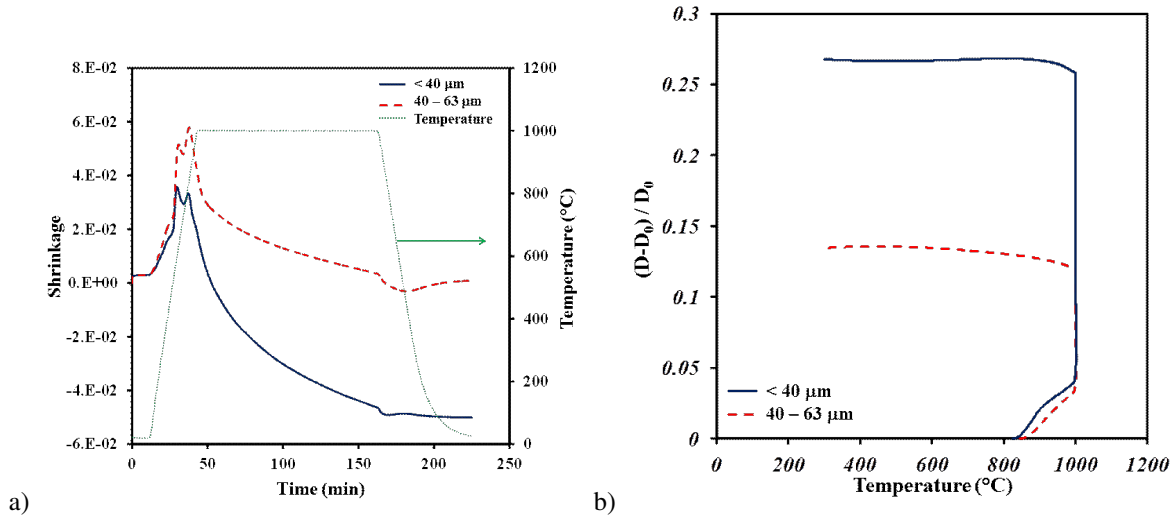 8.E-02
6.E-02
4.E-02
2.E-02
0.E+00
-2.E-02
-4.E-02
-6.E-02
Shrinkage
0 50 100 150 200 250
Time (min)
1200
1000
800
600
400
200
0
Temperature (°C)
< 40 μm
40 – 63 μm
Temperature
a)
0.3
0.25
0.2
0.15
0.1
0.05
0
(D-D0) / D0
0 200 400 600 800 1000 1200
Temperature (°C)
< 40 μm
40 – 63 μm
b)